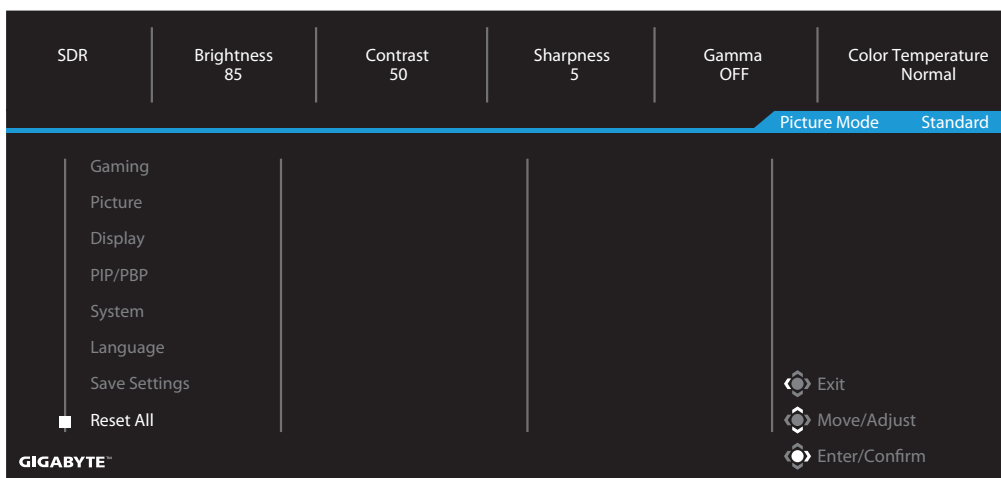 SDR
Brightness
85
Contrast
50
Sharpness
5
Gamma
OFF
Color Temperature
Normal
Picture Mode Standard
Gaming
Picture
Display
PIP/PBP
System
Language
Save Settings
Reset All
Exit
Move/Adjust
Enter/Confirm
GIGABYTE™